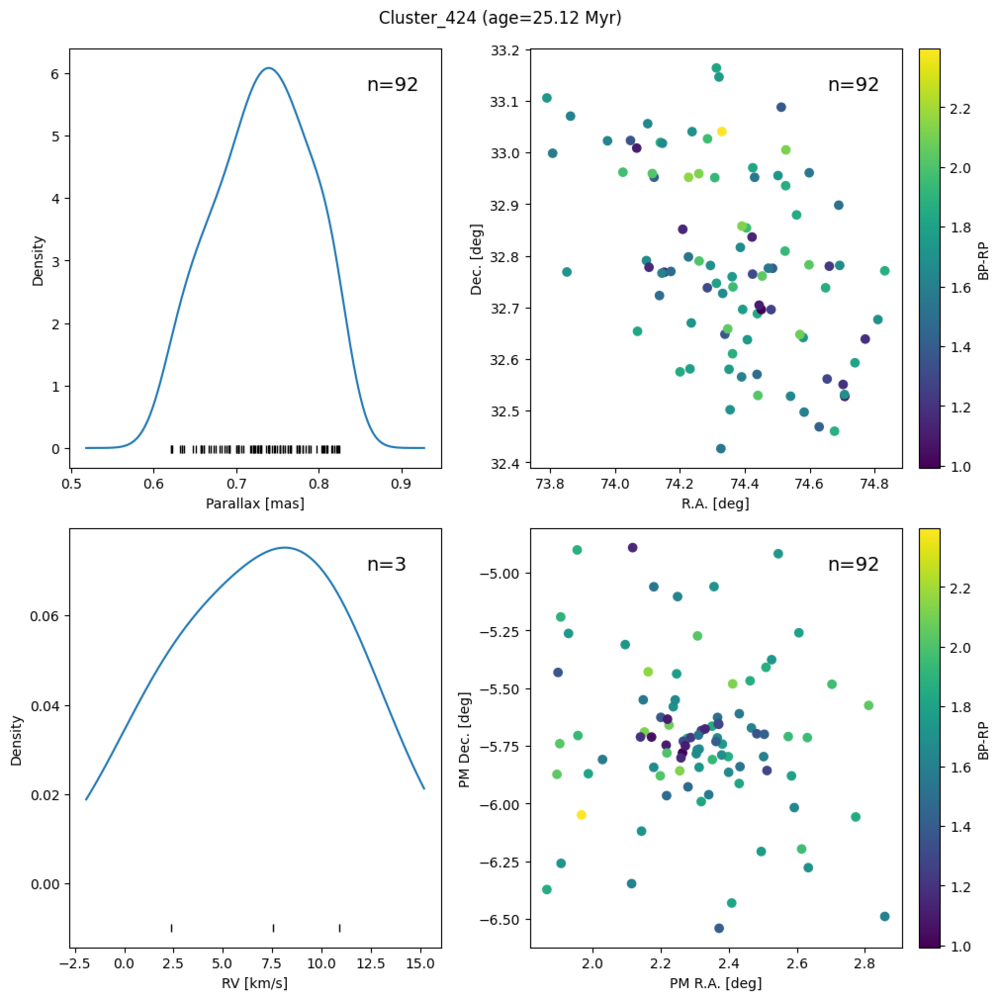 Cluster_424 (age=25.12 Myr)
n=92
Density
6
5
4
3
2
1
0
0.5 0.6 0.7 0.8 0.9
Parallax [mas]
n=92
Dec. [deg]
33.2
33.1
33.0
32.9
32.8
32.7
32.6
32.5
32.4
73.8 74.0 74.2 74.4 74.6 74.8
R.A. [deg]
2.2
2.0
1.8
1.6
1.4
1.2
1.0
BP-RP
n=3
Density
0.06
0.04
0.02
0.00
−2.5 0.0 2.5 5.0 7.5 10.0 12.5 15.0
RV [km/s]
n=92
PM Dec. [deg]
−5.00
−5.25
−5.50
−5.75
−6.00
−6.25
−6.50
2.0 2.2 2.4 2.6 2.8
PM R.A. [deg]
2.2
2.0
1.8
1.6
1.4
1.2
1.0
BP-RP